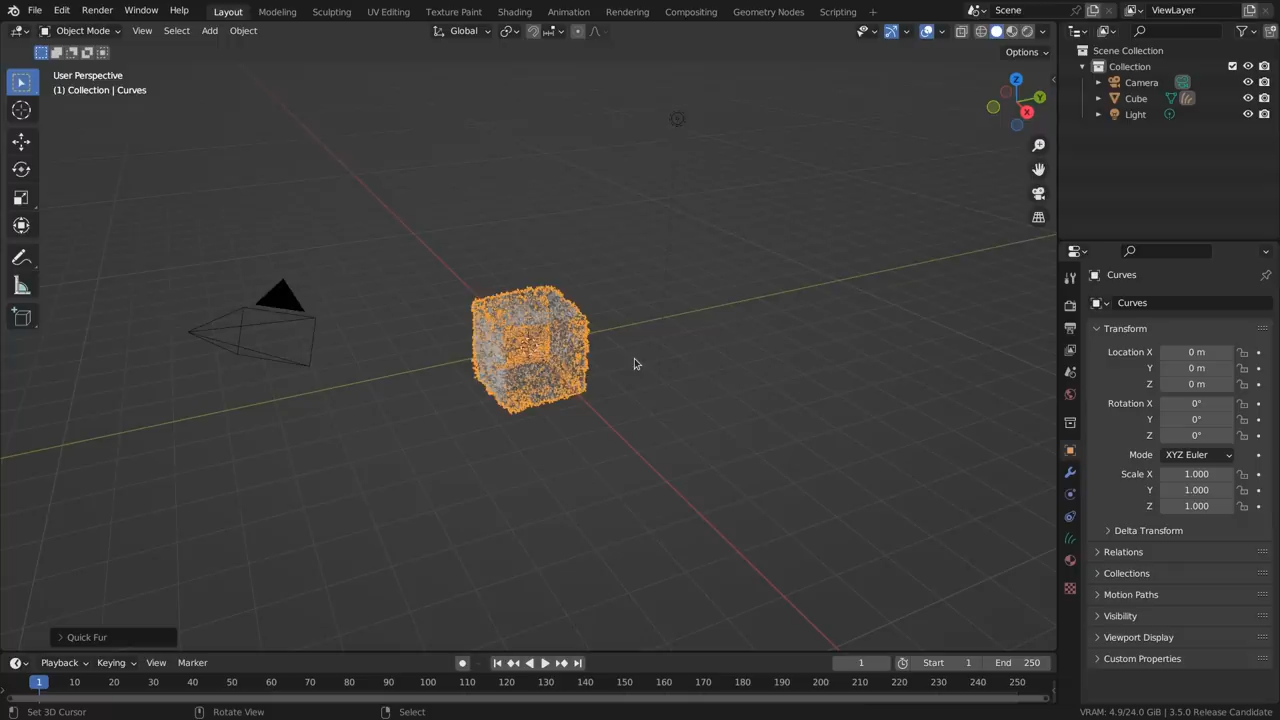 File Edit Render Window Help Layout Modeling Sculpting UV Editing Texture Paint Shading Animation Rendering Compositing Geometry Nodes Scripting + Scene ViewLayer
Object Mode View Select Add Object Global
Options
User Perspective
(1) Collection | Curves
Z
Y
X
Scene Collection
Collection
Camera
Cube
Light
Curves
Curves
Transform
Location X 0 m
Y 0 m
Z 0 m
Rotation X 0°
Y 0°
Z 0°
Mode XYZ Euler
Scale X 1.000
Y 1.000
Z 1.000
Delta Transform
Relations
Collections
Motion Paths
Visibility
Viewport Display
Custom Properties
Quick Fur
Playback Keying View Marker 1 Start 1 End 250
1 10 20 30 40 50 60 70 80 90 100 110 120 130 140 150 160 170 180 190 200 210 220 230 240 250
Set 3D Cursor Rotate View Select VRAM: 4.9/24.0 GiB | 3.5.0 Release Candidate